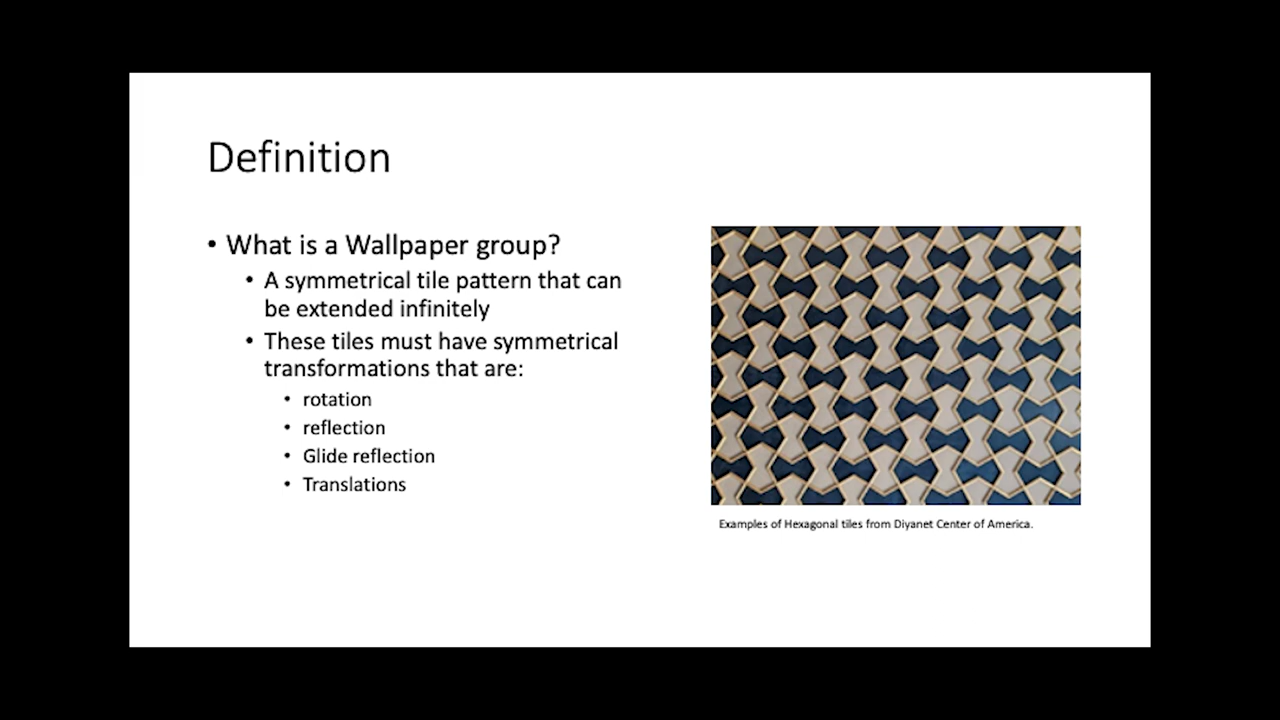 Definition
• What is a Wallpaper group?
• A symmetrical tile pattern that can
be extended infinitely
• These tiles must have symmetrical
transformations that are:
• rotation
• reflection
• Glide reflection
• Translations
Examples of Hexagonal tiles from Diyanet Center of America.